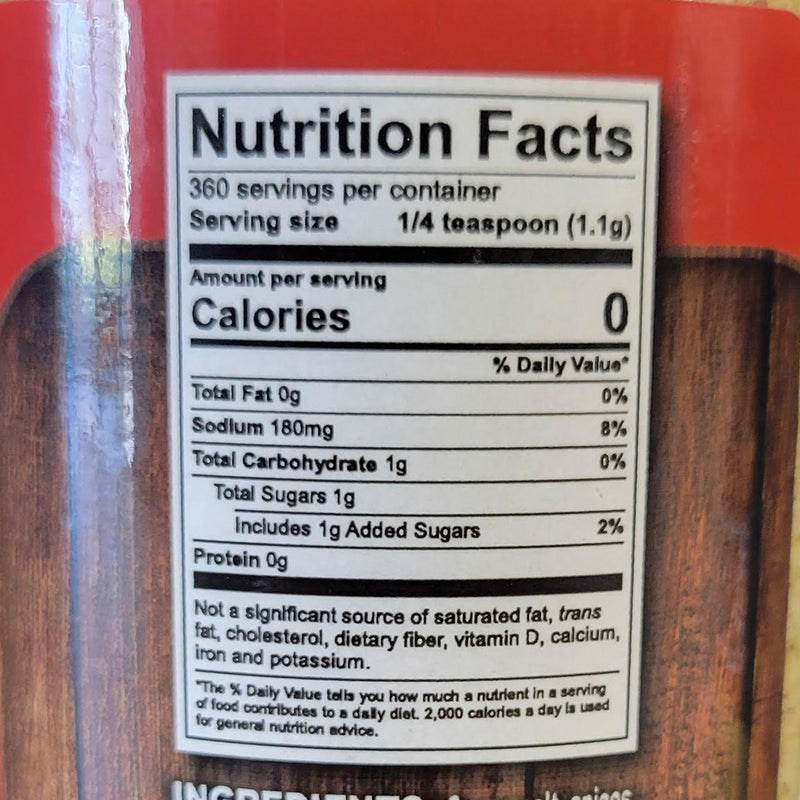 Nutrition Facts
360 servings per container
Serving size 1/4 teaspoon (1.1g)
Amount per serving
Calories 0
% Daily Value*
Total Fat 0g 0%
Sodium 180mg 8%
Total Carbohydrate 1g 0%
Total Sugars 1g
Includes 1g Added Sugars 2%
Protein 0g
Not a significant source of saturated fat, trans
fat, cholesterol, dietary fiber, vitamin D, calcium,
iron and potassium.
*The % Daily Value tells you how much a nutrient in a serving
of food contributes to a daily diet. 2,000 calories a day is used
for general nutrition advice.
INGREDIENTS